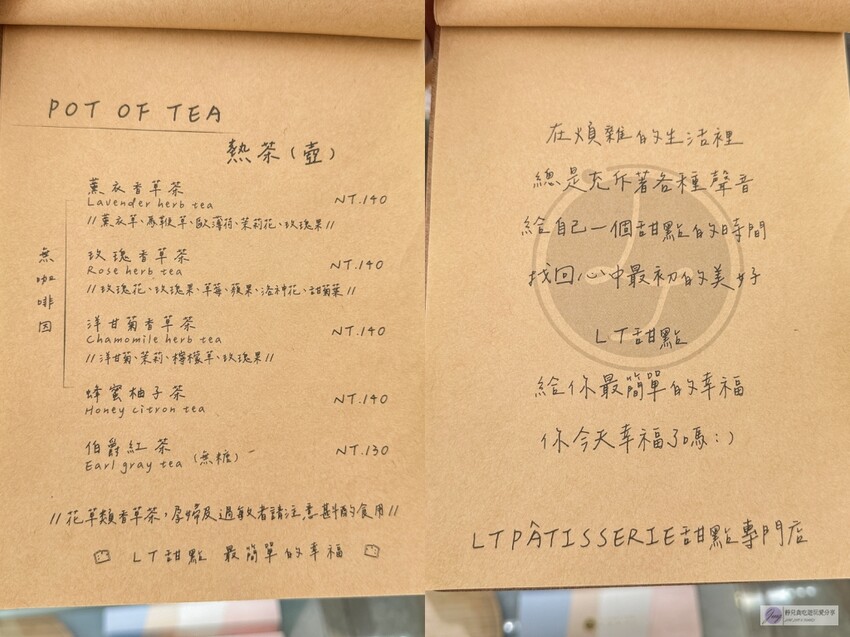 POT OF TEA
熱茶(壺)
薰衣香草茶
Lavender herb tea
NT.140
//薰衣草、馬鞭草、歐薄荷、茉莉花、玫瑰果//
玫瑰香草茶
Rose herb tea
NT.140
//玫瑰花、玫瑰果、草莓、蘋果、洛神花、甜菊葉//
洋甘菊香草茶
Chamomile herb tea
NT.140
//洋甘菊、茉莉、檸檬草、玫瑰果//
蜂蜜柚子茶
Honey citron tea
NT.140
無咖啡因
伯爵紅茶
Earl gray tea (無糖)
NT.130
//花草類香草茶,孕婦及過敏者請注意斟酌食用//
LT甜點 最簡單的幸福
在煩雜的生活裡
總是充斥著各種聲音
給自己一個甜點的時間
找回心中最初的美好
LT甜點
給你最簡單的幸福
你今天幸福了嗎:)
LT PÂTISSERIE甜點專門店
野兒貪吃遊玩愛分享